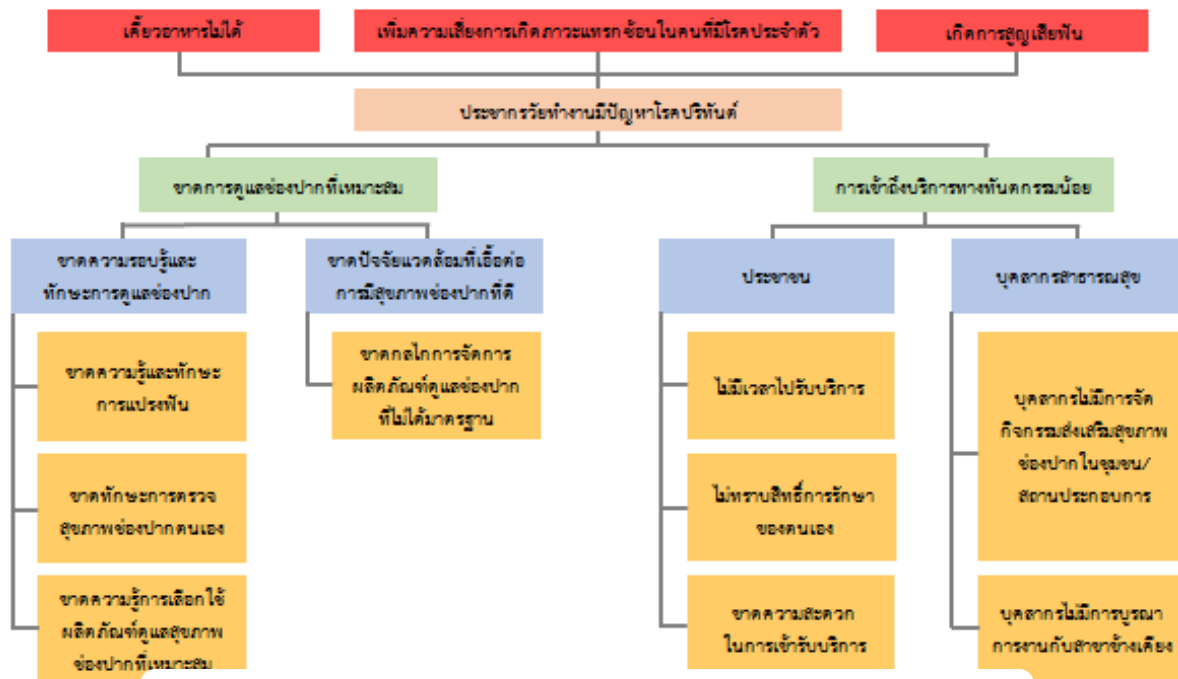 เคี้ยวอาหารไม่ได้
เพิ่มความเสี่ยงการเกิดภาวะแทรกซ้อนในคนที่มีโรคประจำตัว
เกิดการสูญเสียฟัน
ประชากรวัยทำงานมีปัญหาโรคปริทันต์
ขาดการดูแลช่องปากที่เหมาะสม
การเข้าถึงบริการทางทันตกรรมน้อย
ขาดความรอบรู้และ
ทักษะการดูแลช่องปาก
ขาดปัจจัยแวดล้อมที่เอื้อต่อ
การมีสุขภาพช่องปากที่ดี
ประชาชน
บุคลากรสาธารณสุข
ขาดความรู้และทักษะ
การแปรงฟัน
ขาดกลไกการจัดการ
ผลิตภัณฑ์ดูแลช่องปาก
ที่ไม่ได้มาตรฐาน
ไม่มีเวลาไปรับบริการ
บุคลากรไม่มีการจัด
กิจกรรมส่งเสริมสุขภาพ
ช่องปากในชุมชน/
สถานประกอบการ
ขาดทักษะการตรวจ
สุขภาพช่องปากตนเอง
ไม่ทราบสิทธิ์การรักษา
ของตนเอง
ขาดความรู้การเลือกใช้
ผลิตภัณฑ์ดูแลสุขภาพ
ช่องปากที่เหมาะสม
ขาดความสะดวก
ในการเข้ารับบริการ
บุคลากรไม่มีการบูรณา
การงานกับสาขาข้างเคียง